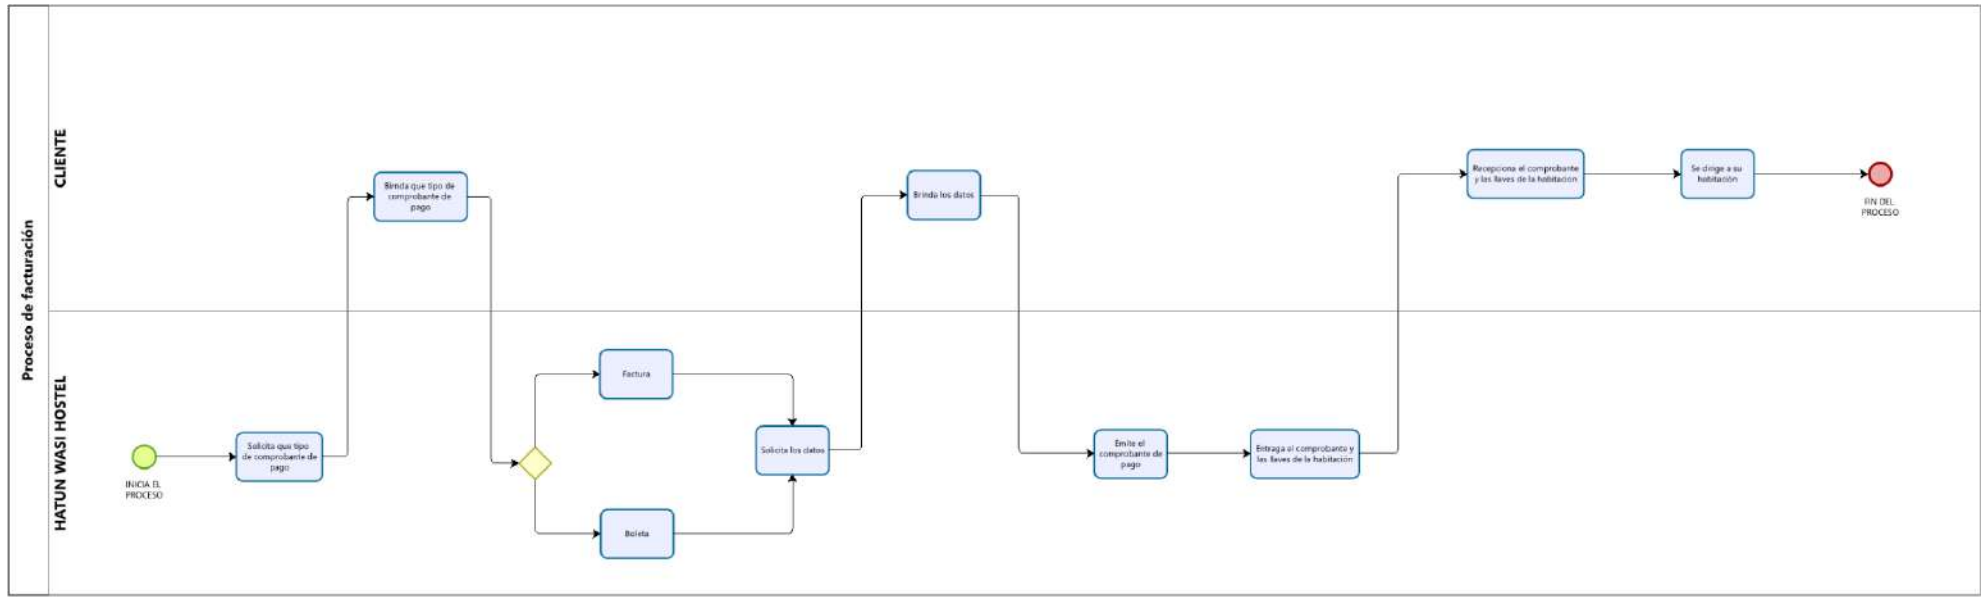 Proceso de facturación
CLIENTE
HATUN WASI HOSTEL
INICIA EL
PROCESO
Solicita que tipo
de comprobante de
pago
Birnda que tipo de
comprobante de
pago
Factura
Boleta
Solicita los datos
Brinda los datos
Emite el
comprobante de
pago
Entraga el comprobante y
las llaves de la habitación
Recepciona el comprobante
y las llaves de la habitacion
Se dirige a su
habitación
FIN DEL
PROCESO